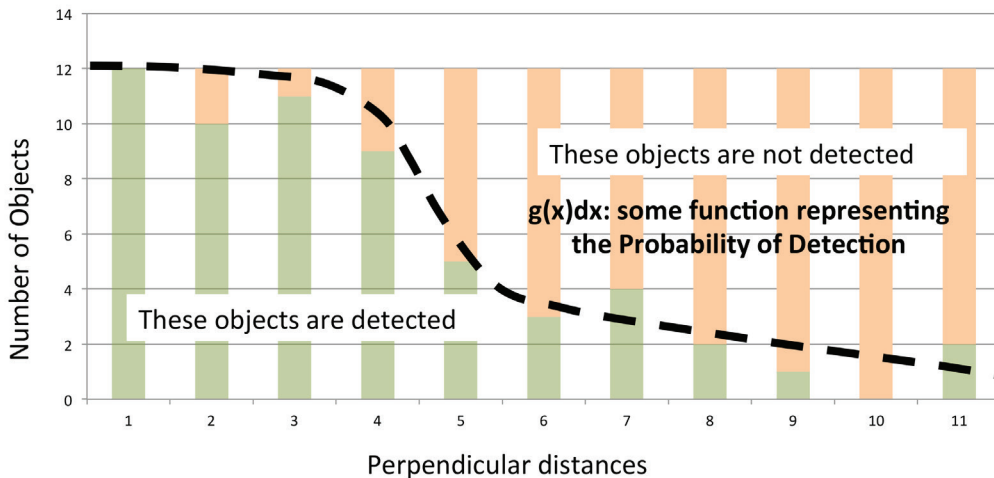 14
12
10
8
6
4
2
0
Number of Objects
These objects are not detected
g(x)dx: some function representing
the Probability of Detection
These objects are detected
1 2 3 4 5 6 7 8 9 10 11
Perpendicular distances